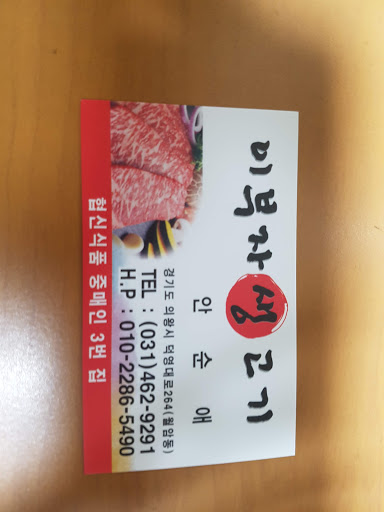 미복자생고기
안순애
경기도 의왕시 덕영대로264(월암동)
TEL : (031)462-9291
H.P : 010-2286-5490
협신식품 중매인 3번 집